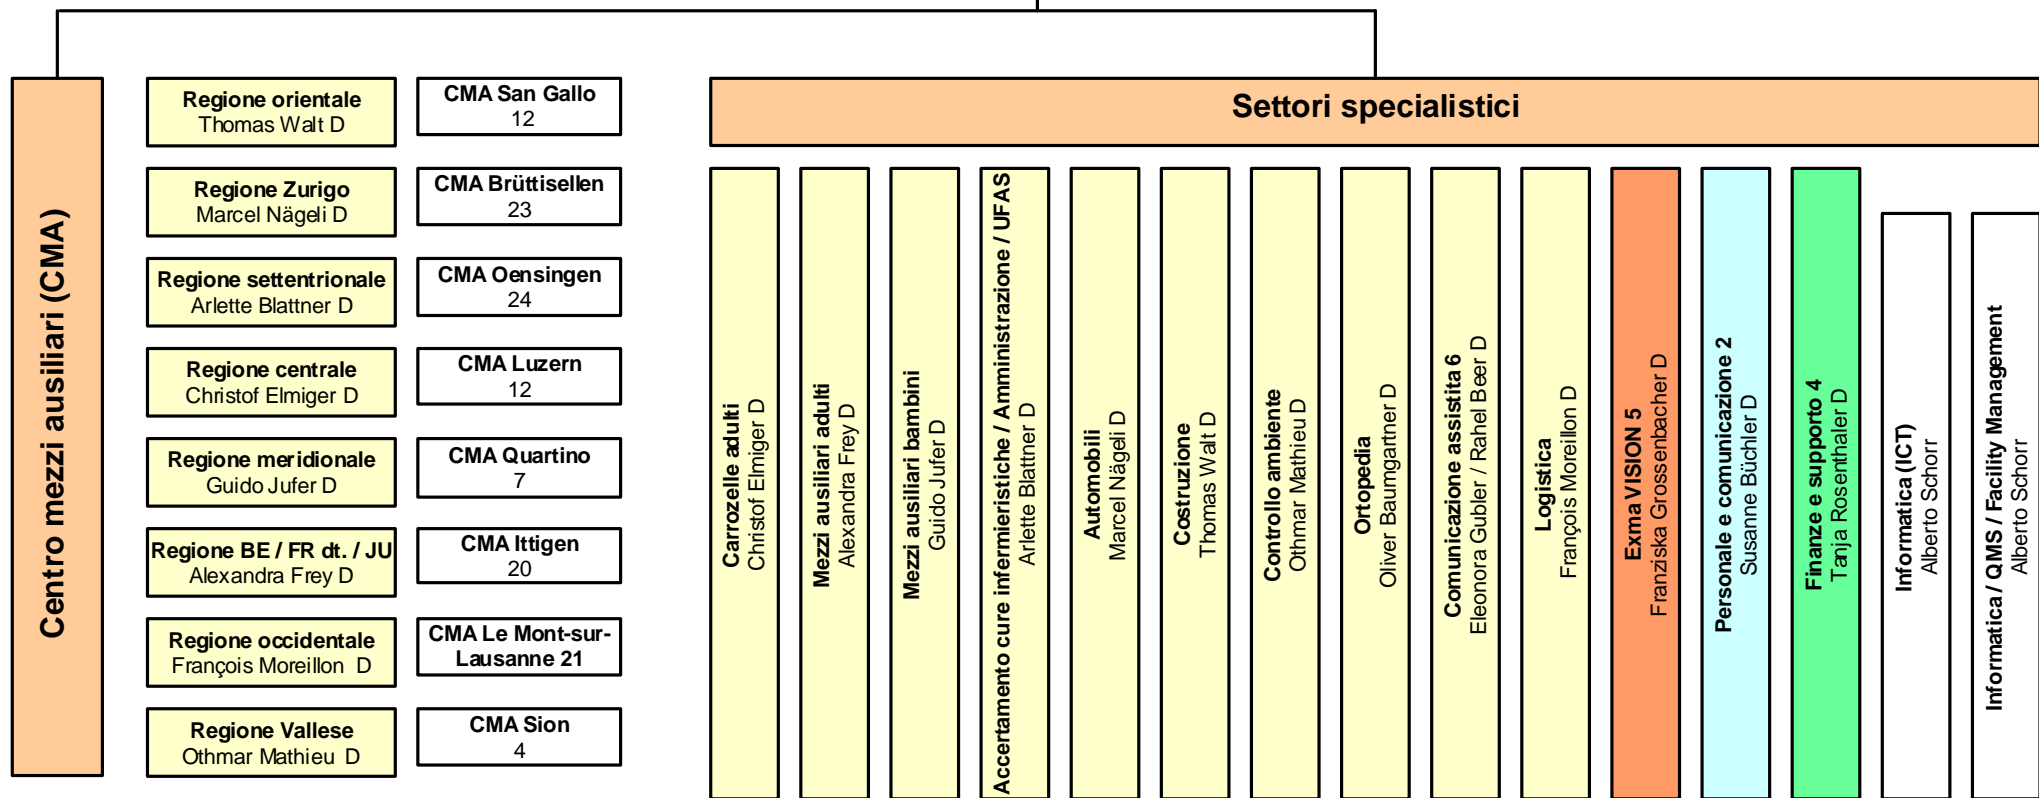 Centro mezzi ausiliari (CMA)
Regione orientale
Thomas Walt D
CMA San Gallo
12
Regione Zurigo
Marcel Nägeli D
CMA Brüttisellen
23
Regione settentrionale
Arlette Blattner D
CMA Oensingen
24
Regione centrale
Christof Elmiger D
CMA Luzern
12
Regione meridionale
Guido Jufer D
CMA Quartino
7
Regione BE / FR dt. / JU
Alexandra Frey D
CMA Ittigen
20
Regione occidentale
François Moreillon D
CMA Le Mont-sur-
Lausanne 21
Regione Vallese
Othmar Mathieu D
CMA Sion
4
Settori specialistici
Carrozelle adulti
Christof Elmiger D
Mezzi ausiliari adulti
Alexandra Frey D
Mezzi ausiliari bambini
Guido Jufer D
Accertamento cure infermieristiche / Amministrazione / UFAS
Arlette Blattner D
Automobili
Marcel Nägeli D
Costruzione
Thomas Walt D
Controllo ambiente
Othmar Mathieu D
Ortopedia
Oliver Baumgartner D
Comunicazione assistita 6
Eleonora Gubler / Rahel Beer D
Logistica
François Moreillon D
Exma VISION 5
Franziska Grossenbacher D
Personale e comunicazione 2
Susanne Büchler D
Finanze e supporto 4
Tanja Rosenthaler D
Informatica (ICT)
Alberto Schorr
Informatica / QMS / Facility Management
Alberto Schorr